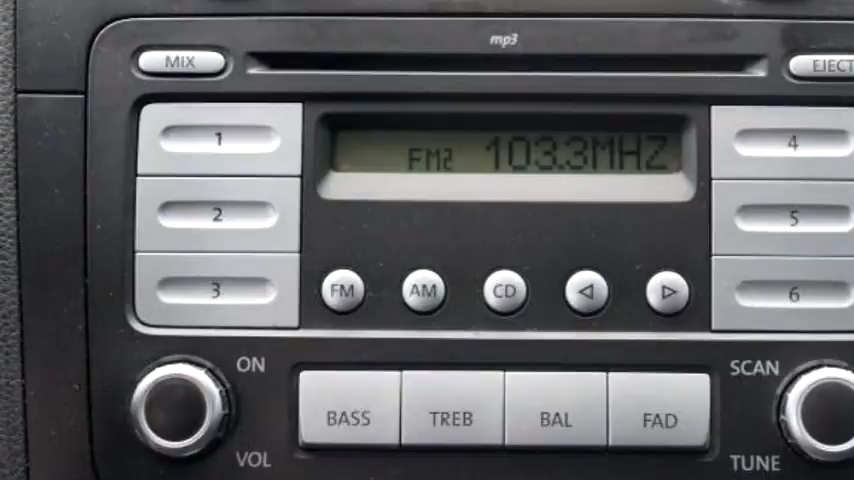 mp3
MIX
EJECT
1
FM2 103.3MHZ
4
2
5
3
FM AM CD
6
ON
SCAN
BASS TREB BAL FAD
VOL
TUNE